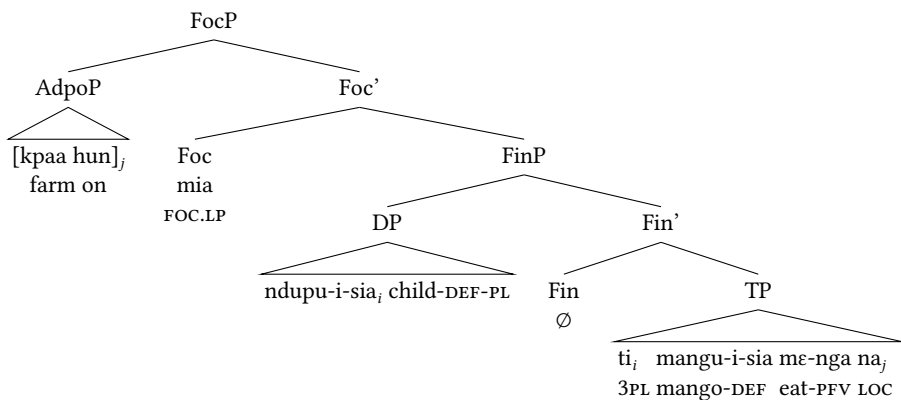 FocP
AdpoP Foc’
[kpaa hun]j Foc FinP
farm on mia
FOC.LP DP Fin’
ndupu-i-siai child-DEF-PL Fin TP
∅
tii mangu-i-sia mɛ-nga naj
3PL mango-DEF eat-PFV LOC